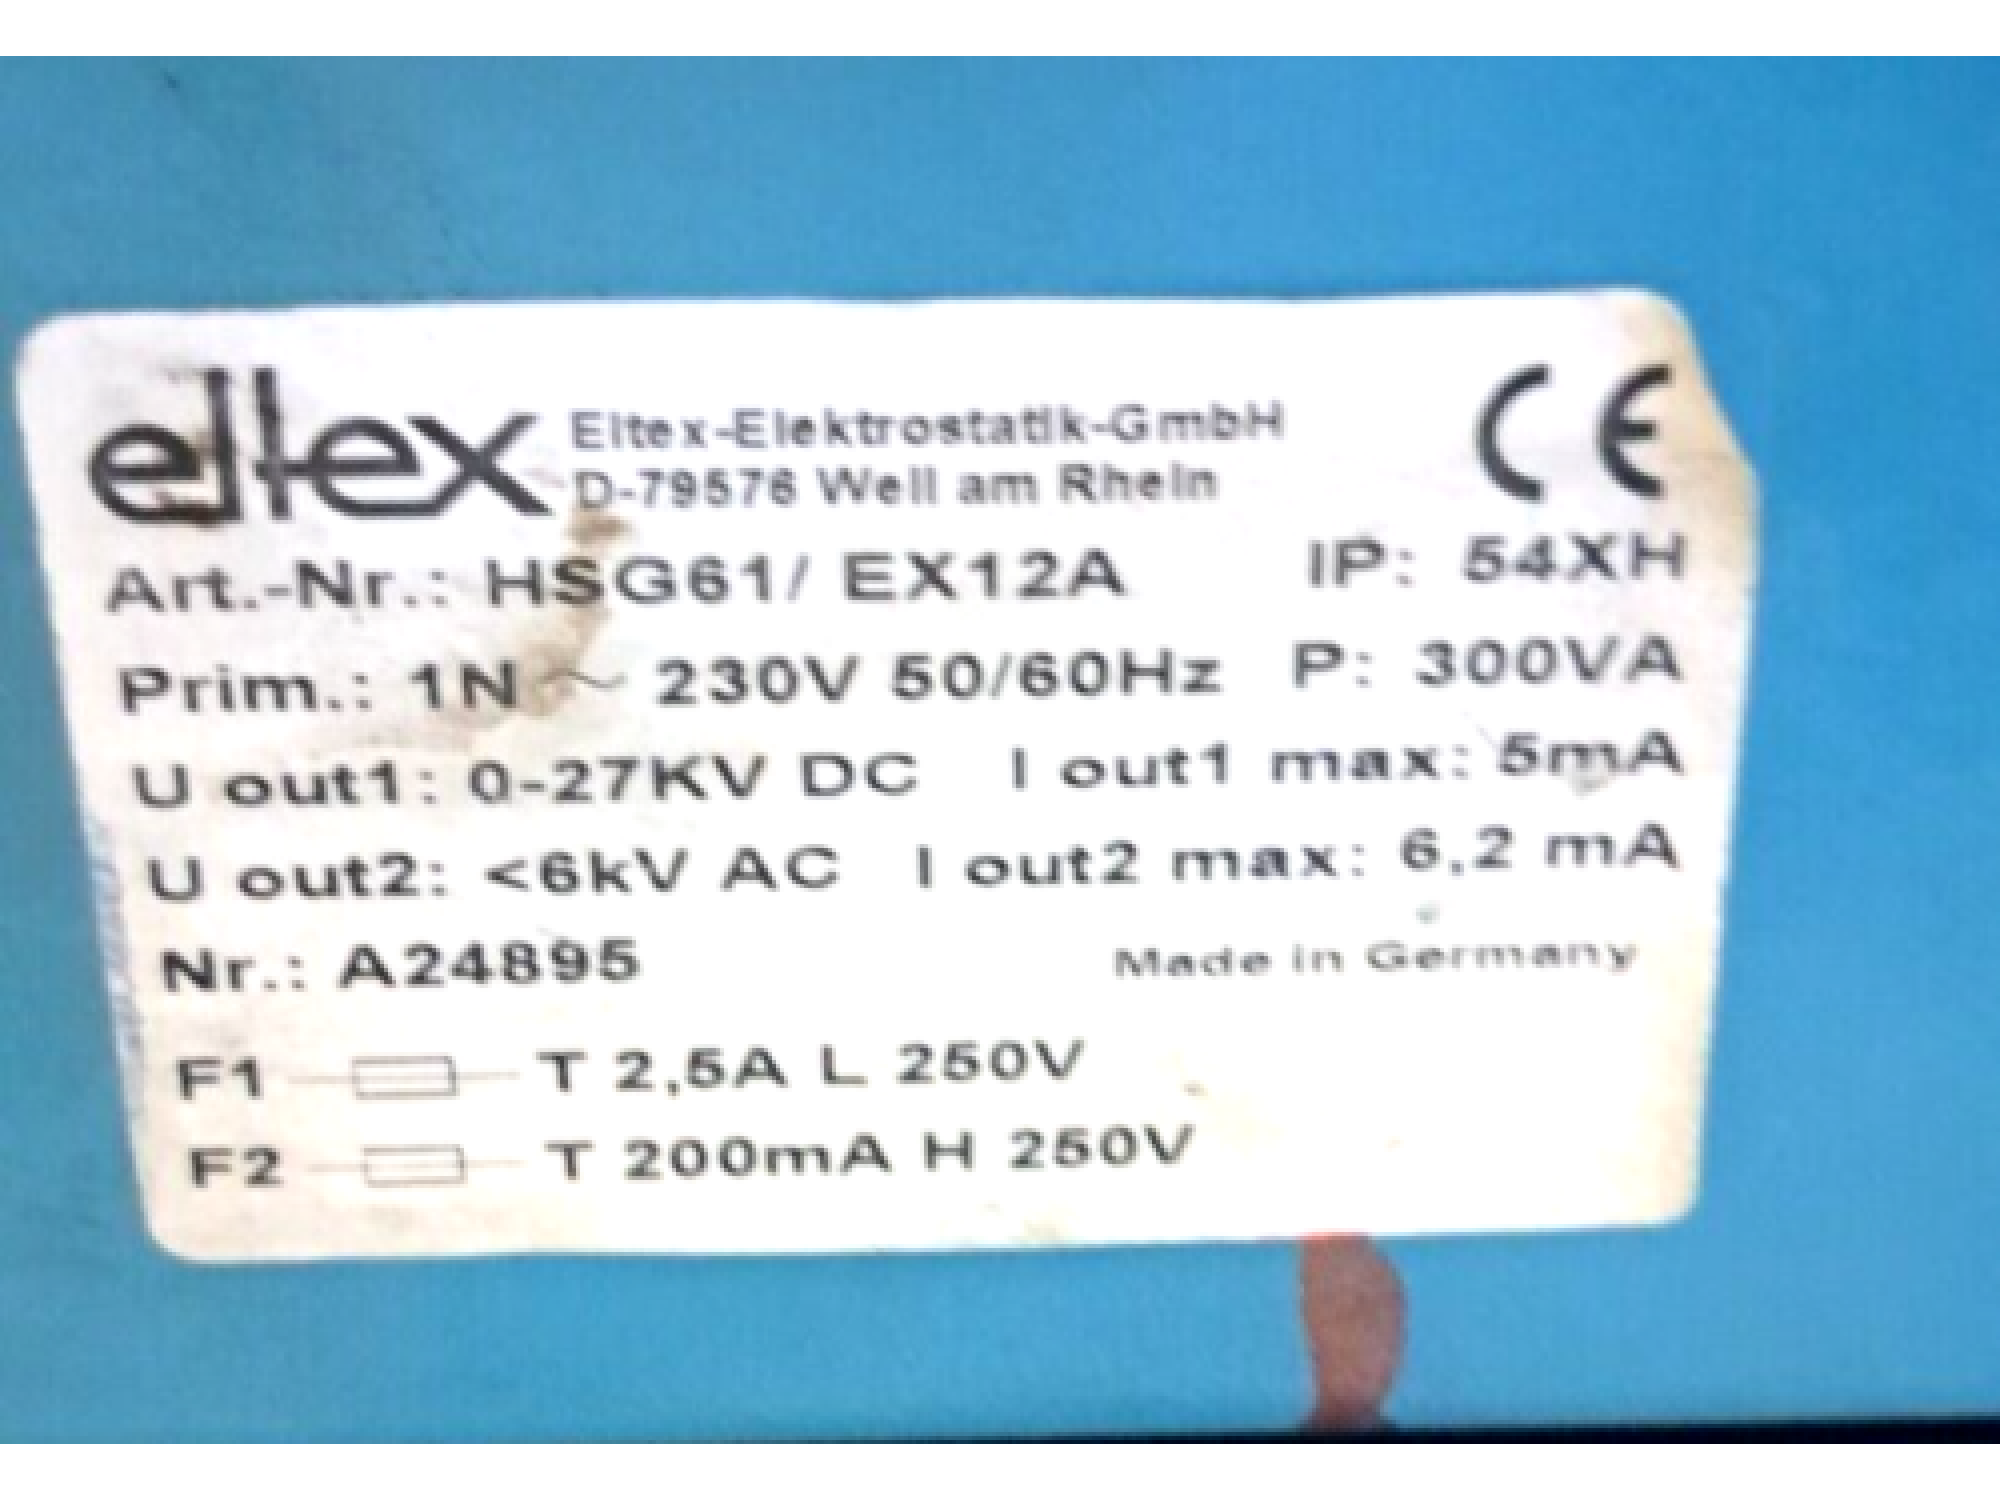 eltex Eltex-Elektrostatik-GmbH CE
D-79576 Weil am Rhein
Art.-Nr.: HSG61/ EX12A IP: 54XH
Prim.: 1N ~ 230V 50/60Hz P: 300VA
U out1: 0-27KV DC I out1 max: 5mA
U out2: <6kV AC I out2 max: 6,2 mA
Nr.: A24895 Made in Germany
F1 T 2,5A L 250V
F2 T 200mA H 250V